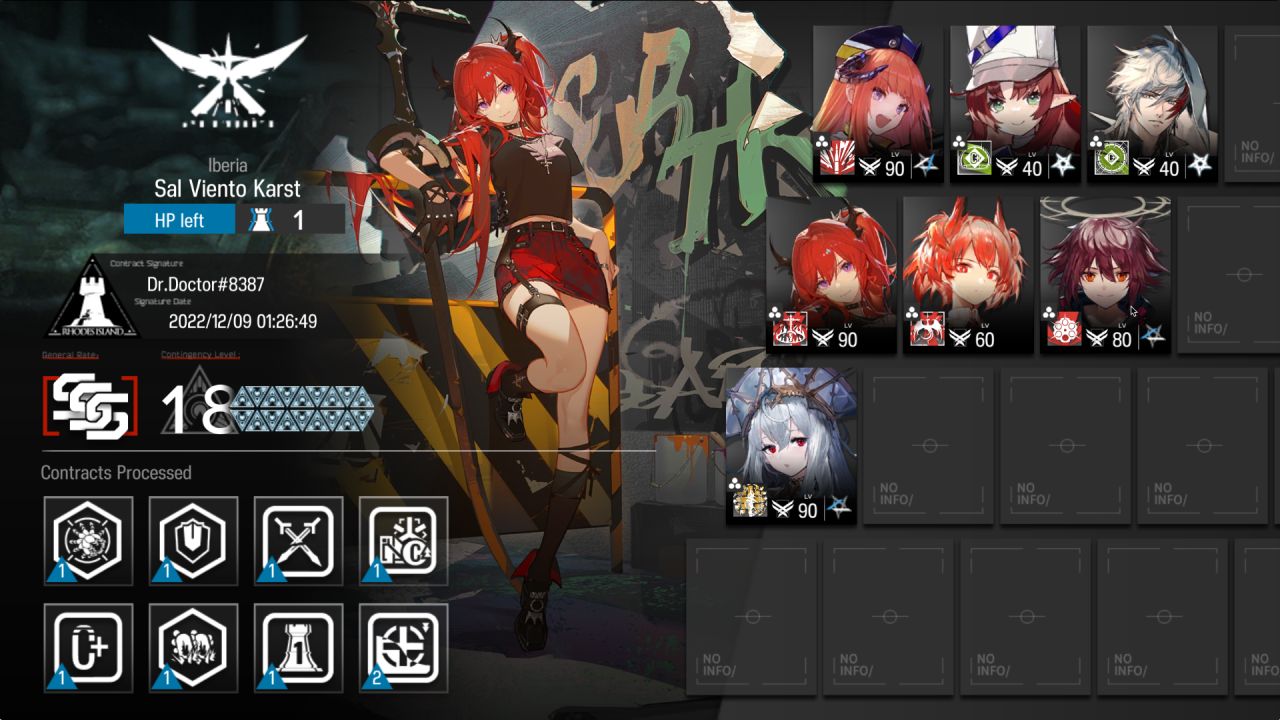 Iberia
Sal Viento Karst
HP left 1
Contract Signature
Dr.Doctor#8387
Signature Date
2022/12/09 01:26:49
RHODES ISLAND
General Rate:
Contingency Level:
18
Contracts Processed
1
1
1
1
1
1
1
1
2
LV
90
LV
40
LV
40
NO
INFO/
LV
90
LV
60
LV
80
NO
INFO/
LV
90
NO
INFO/
NO
INFO/
NO
INFO/
NO
INFO/
NO
INFO/
NO
INFO/
NO
INFO/
NO
INFO/